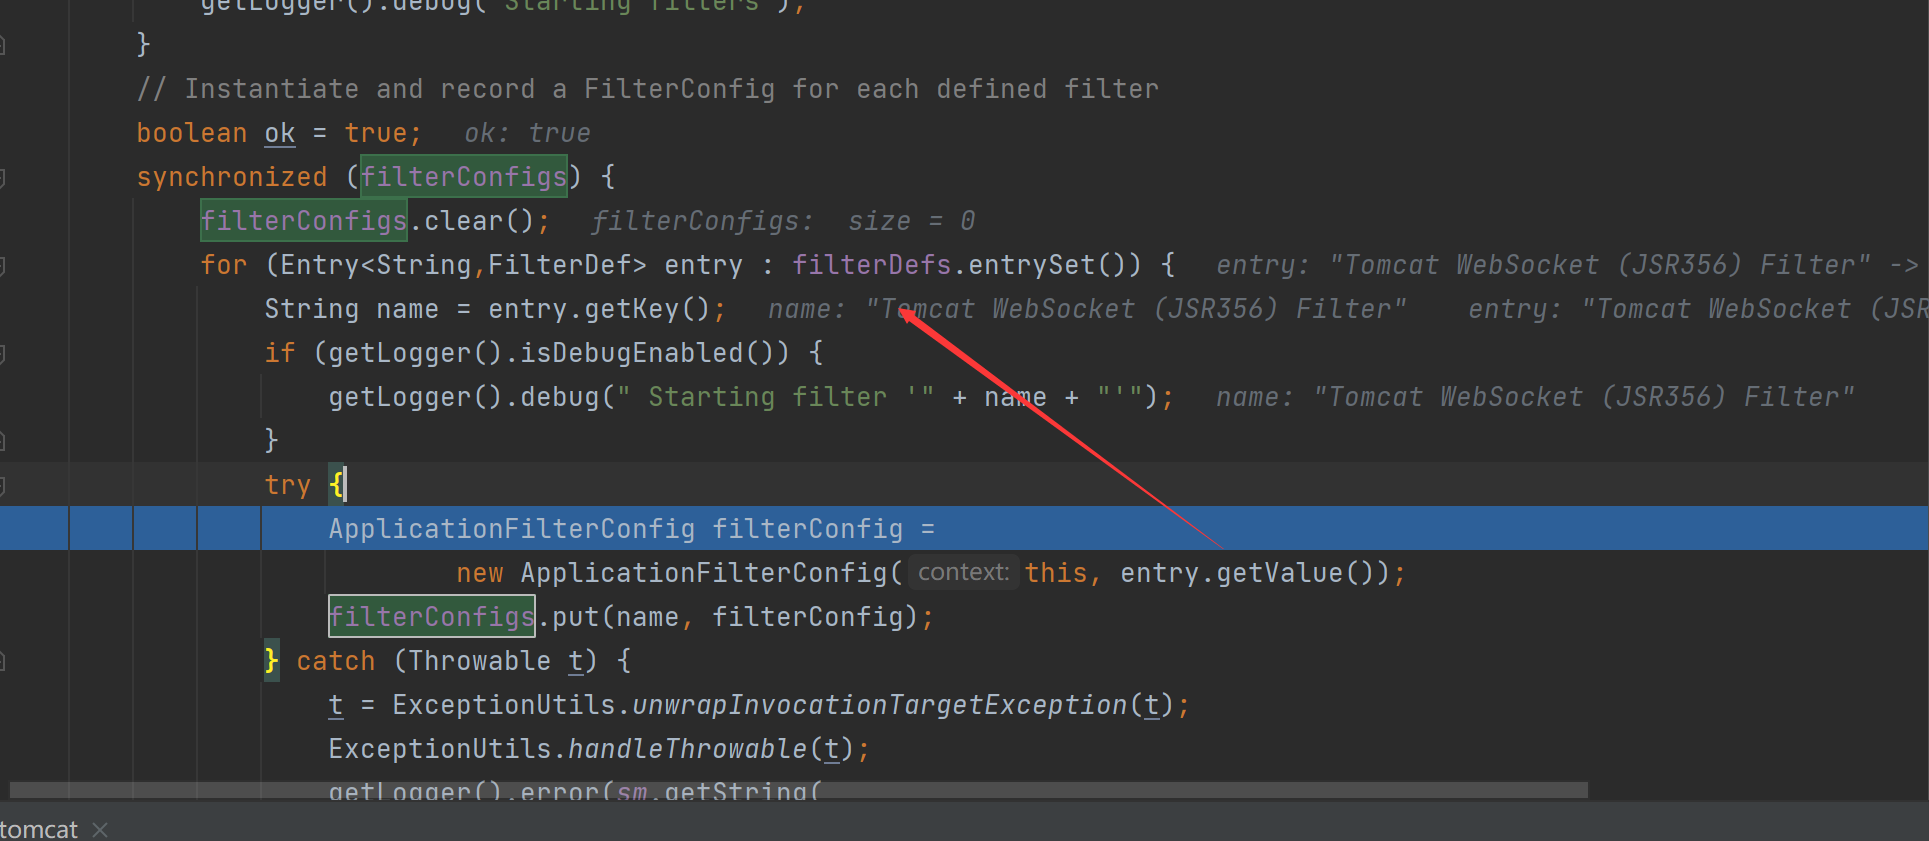 getLogger().debug("Starting filters");
}
// Instantiate and record a FilterConfig for each defined filter
boolean ok = true;   ok: true
synchronized (filterConfigs) {
filterConfigs.clear();   filterConfigs:  size = 0
for (Entry<String,FilterDef> entry : filterDefs.entrySet()) {   entry: "Tomcat WebSocket (JSR356) Filter" ->
String name = entry.getKey();   name: "Tomcat WebSocket (JSR356) Filter"    entry: "Tomcat WebSocket (JSR
if (getLogger().isDebugEnabled()) {
getLogger().debug(" Starting filter '" + name + "'");   name: "Tomcat WebSocket (JSR356) Filter"
}
try {
ApplicationFilterConfig filterConfig =
new ApplicationFilterConfig( context: this, entry.getValue());
filterConfigs.put(name, filterConfig);
} catch (Throwable t) {
t = ExceptionUtils.unwrapInvocationTargetException(t);
ExceptionUtils.handleThrowable(t);
getLogger().error(sm.getString(
tomcat ×